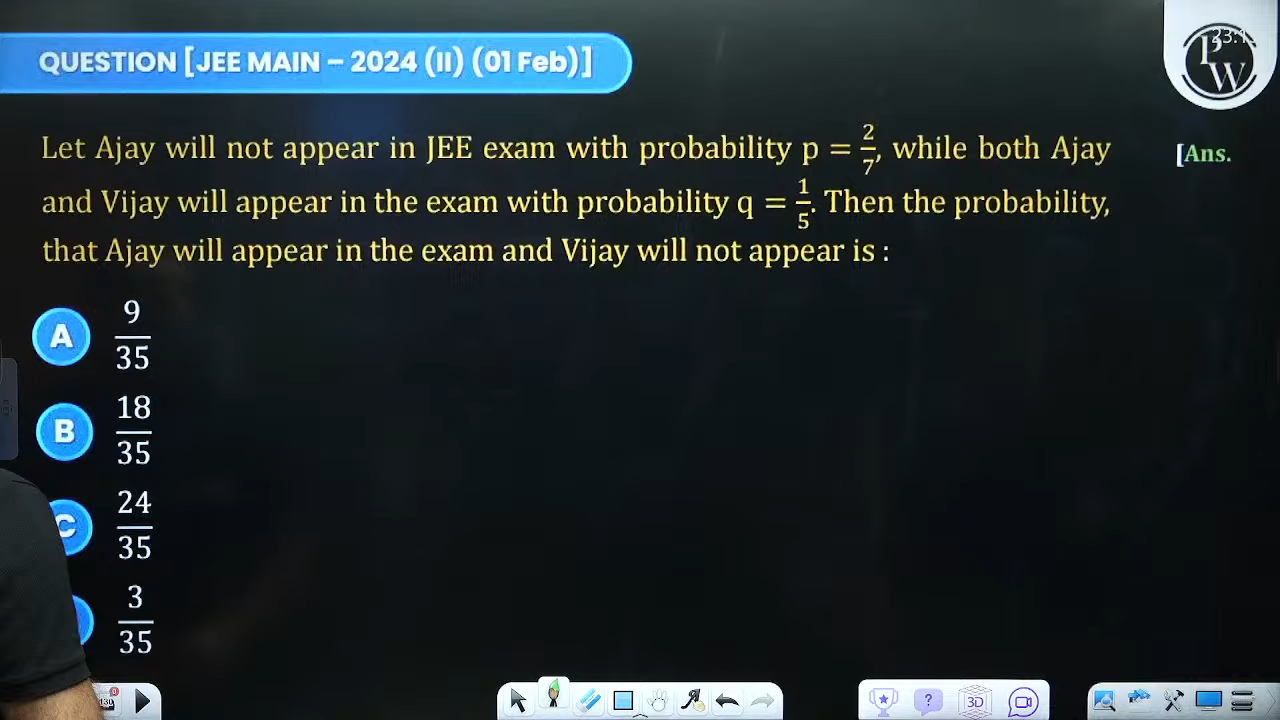 QUESTION [JEE MAIN – 2024 (II) (01 Feb)]
Let Ajay will not appear in JEE exam with probability p = 2/7, while both Ajay
[Ans.
and Vijay will appear in the exam with probability q = 1/5. Then the probability,
that Ajay will appear in the exam and Vijay will not appear is :
A 9/35
B 18/35
C 24/35
3/35
PW
3D
?